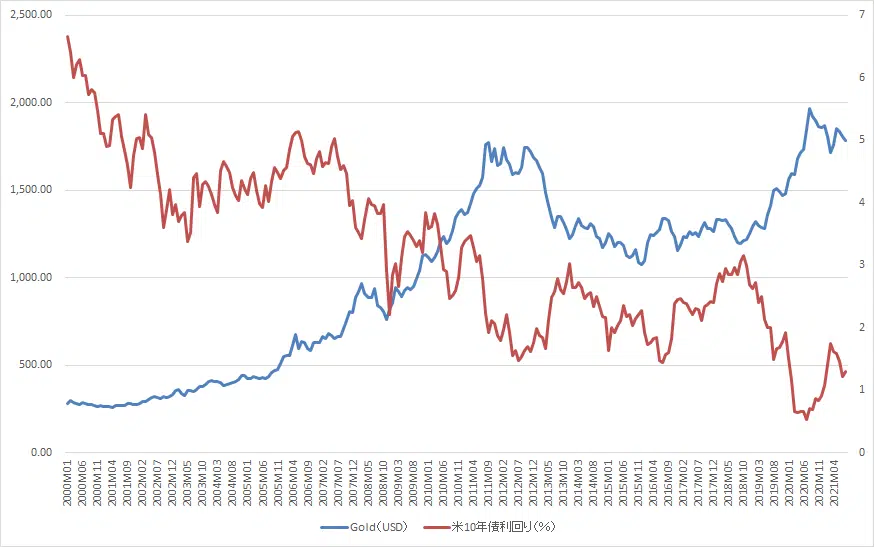 2,500.00
2,000.00
1,500.00
1,000.00
500.00
0.00
7
6
5
4
3
2
1
0
2000M01
2000M06
2000M11
2001M04
2001M09
2002M02
2002M07
2002M12
2003M05
2003M10
2004M03
2004M08
2005M01
2005M06
2005M11
2006M04
2006M09
2007M02
2007M07
2007M12
2008M05
2008M10
2009M03
2009M08
2010M01
2010M06
2010M11
2011M04
2011M09
2012M02
2012M07
2012M12
2013M05
2013M10
2014M03
2014M08
2015M01
2015M06
2015M11
2016M04
2016M09
2017M02
2017M07
2017M12
2018M05
2018M10
2019M03
2019M08
2020M01
2020M06
2020M11
2021M04
Gold(USD)
米10年債利回り(%)